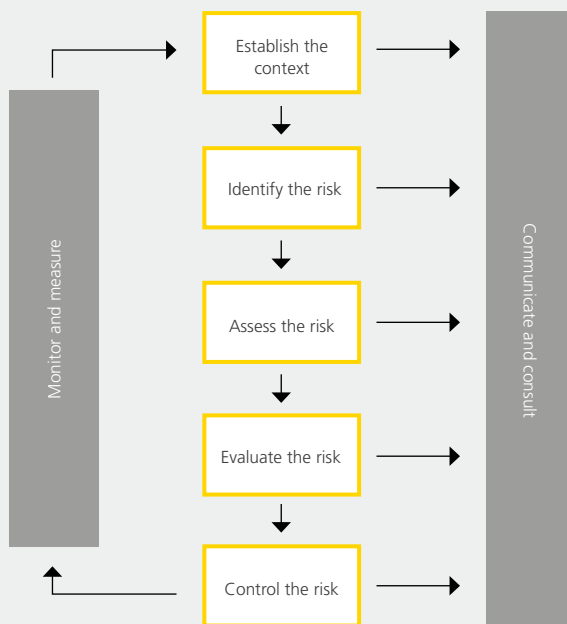 Establish the
context
Identify the risk
Assess the risk
Evaluate the risk
Control the risk
Monitor and measure
Communicate and consult